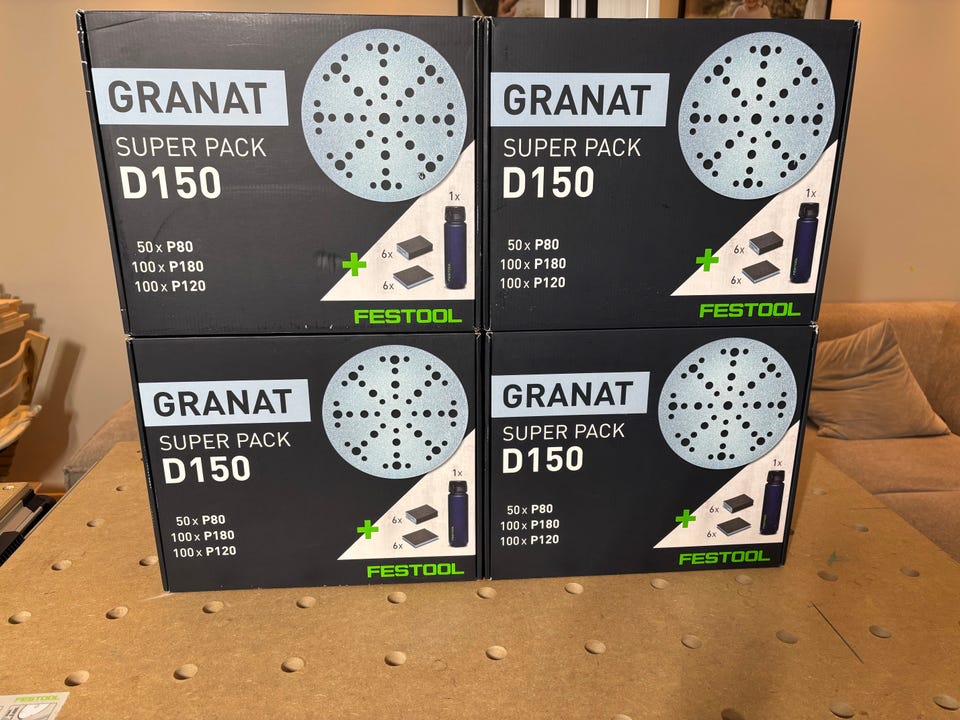 GRANAT
SUPER PACK
D150
50 x P80
100 x P180
100 x P120
1x
6x
6x
FESTOOL
GRANAT
SUPER PACK
D150
50 x P80
100 x P180
100 x P120
1x
6x
6x
FESTOOL
GRANAT
SUPER PACK
D150
50 x P80
100 x P180
100 x P120
1x
6x
6x
FESTOOL
GRANAT
SUPER PACK
D150
50 x P80
100 x P180
100 x P120
1x
6x
6x
FESTOOL
FESTOOL